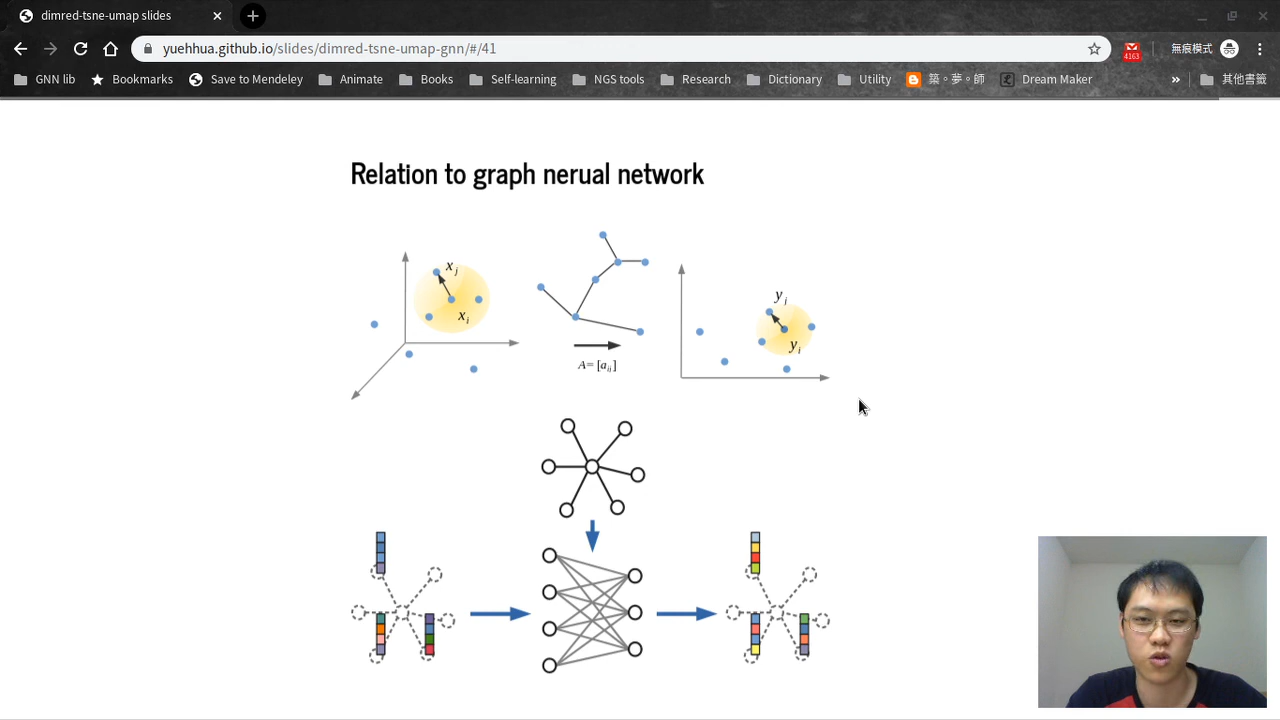 dimred-tsne-umap slides
yuehhua.github.io/slides/dimred-tsne-umap-gnn/#/41
4163
無痕模式
GNN lib
Bookmarks
Save to Mendeley
Animate
Books
Self-learning
NGS tools
Research
Dictionary
Utility
築。夢。師
Dream Maker
»
其他書籤
Relation to graph nerual network
x_j
x_i
A=[a_ij]
y_j
y_i